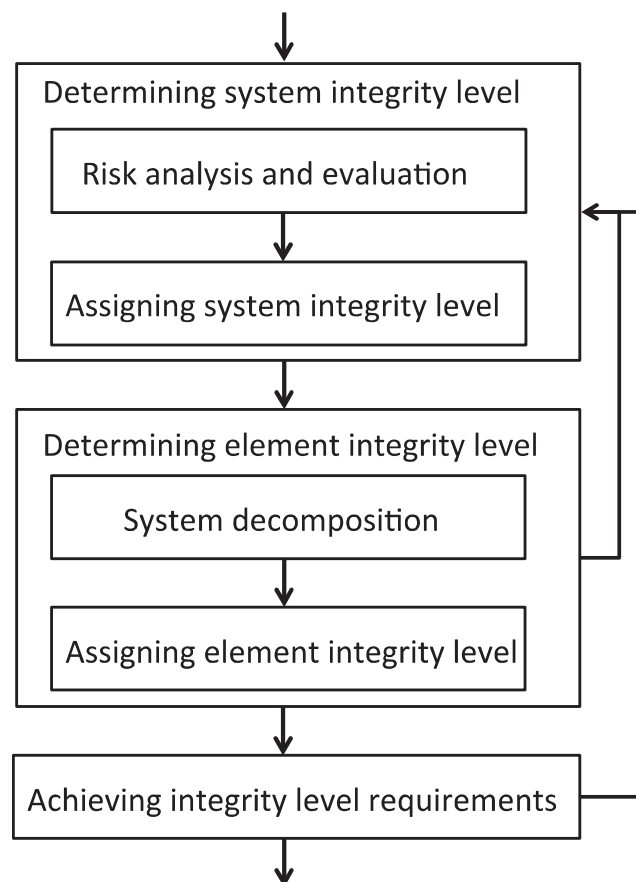 Determining system integrity level
Risk analysis and evaluation
Assigning system integrity level
Determining element integrity level
System decomposition
Assigning element integrity level
Achieving integrity level requirements